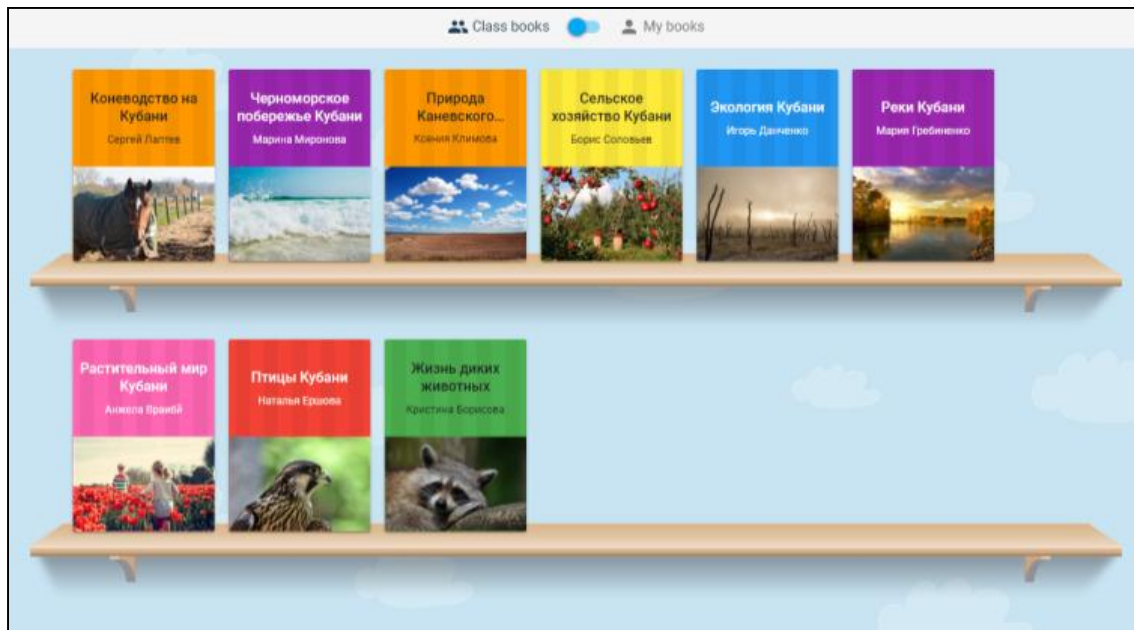 Class books My books
Коневодство на
Кубани
Сергей Лаптев
Черноморское
побережье Кубани
Марина Миронова
Природа
Каневского...
Ксения Климова
Сельское
хозяйство Кубани
Борис Соловьев
Экология Кубани
Игорь Данченко
Реки Кубани
Мария Гребиненко
Растительный мир
Кубани
Анжела
Птицы Кубани
Наталья Ершова
Жизнь диких
животных
Кристина Борисова